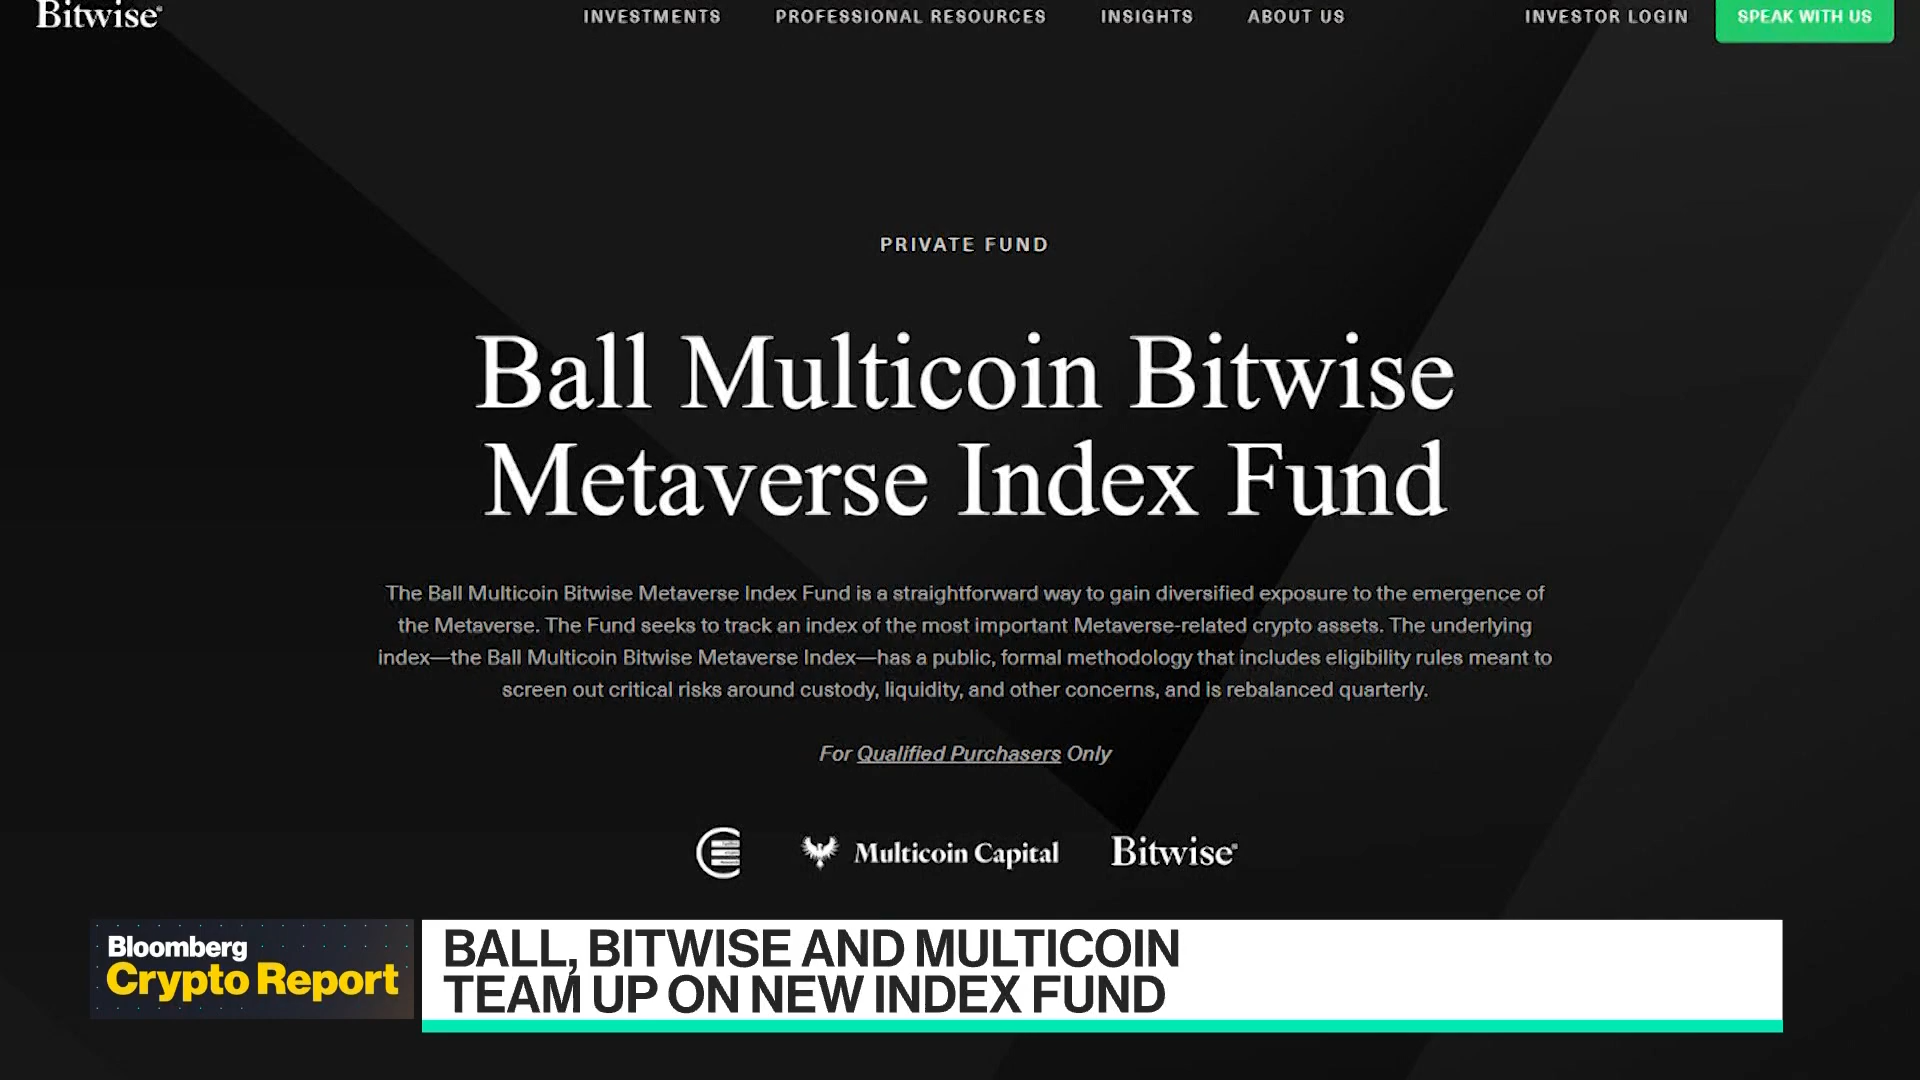 Bitwise®
INVESTMENTS PROFESSIONAL RESOURCES INSIGHTS ABOUT US INVESTOR LOGIN SPEAK WITH US
PRIVATE FUND
Ball Multicoin Bitwise
Metaverse Index Fund
The Ball Multicoin Bitwise Metaverse Index Fund is a straightforward way to gain diversified exposure to the emergence of
the Metaverse. The Fund seeks to track an index of the most important Metaverse-related crypto assets. The underlying
index—the Ball Multicoin Bitwise Metaverse Index—has a public, formal methodology that includes eligibility rules meant to
screen out critical risks around custody, liquidity, and other concerns, and is rebalanced quarterly.
For Qualified Purchasers Only
Multicoin Capital Bitwise®
Bloomberg
Crypto Report
BALL, BITWISE AND MULTICOIN
TEAM UP ON NEW INDEX FUND